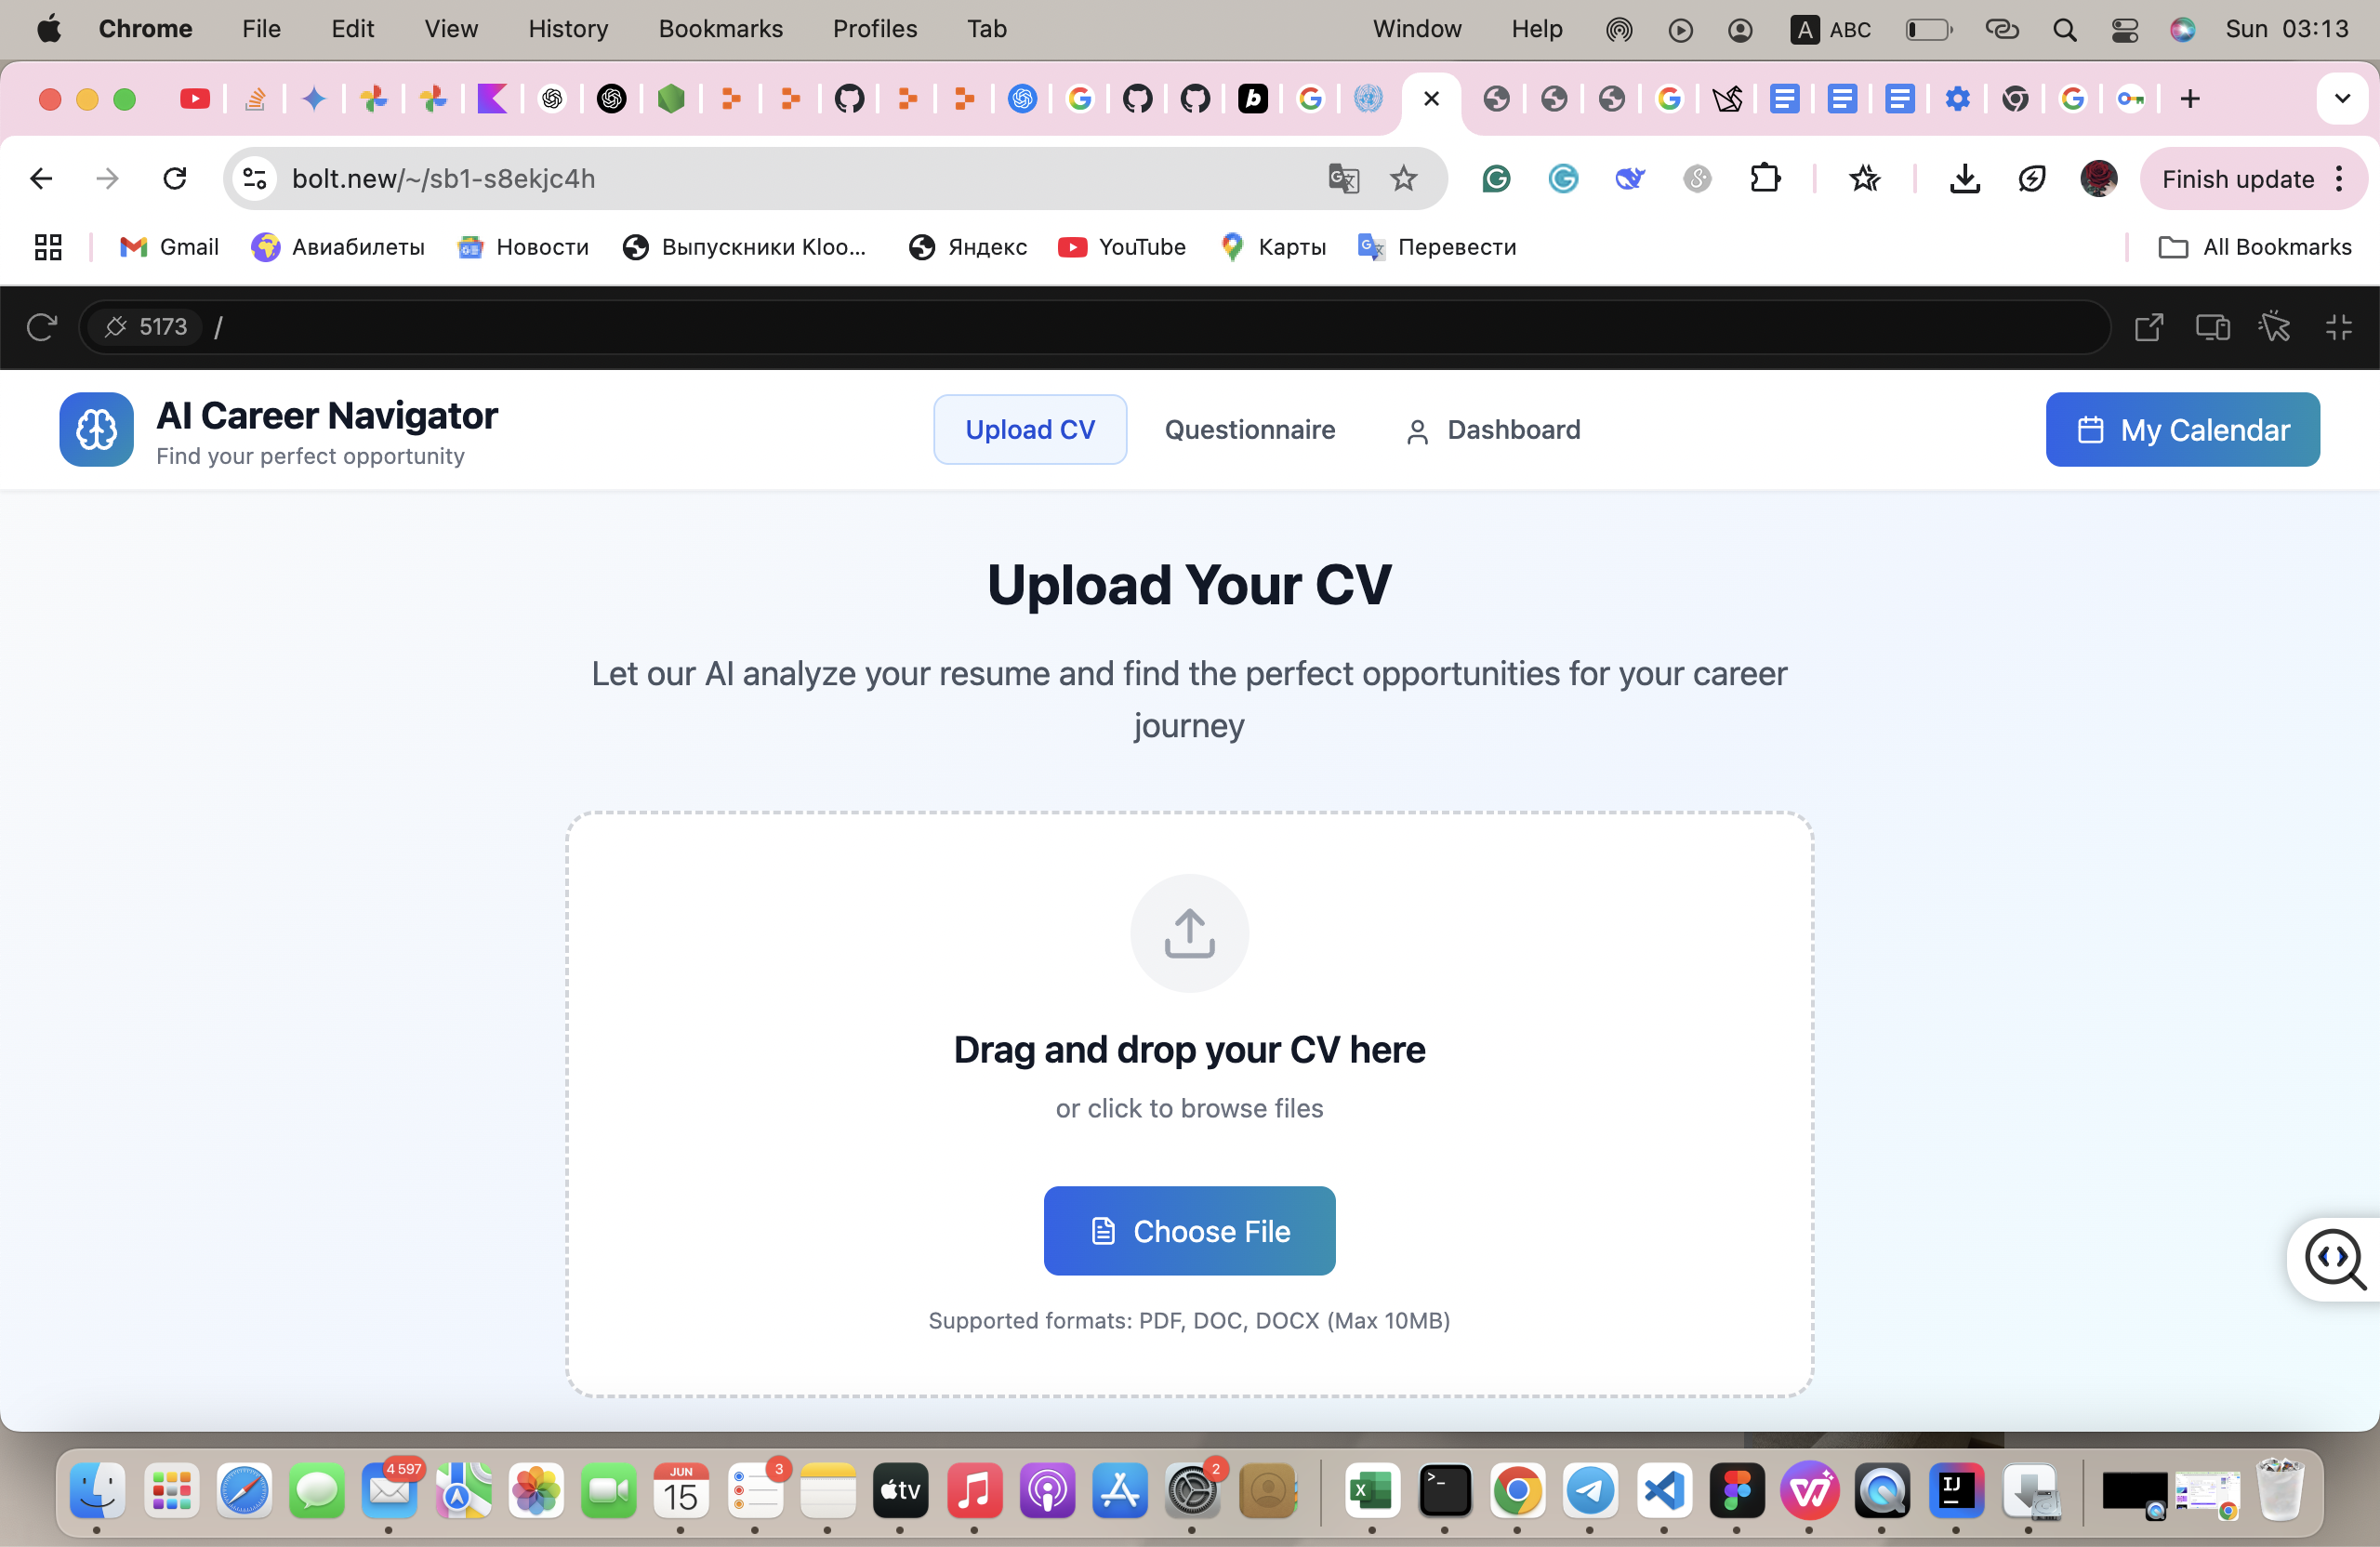 Chrome File Edit View History Bookmarks Profiles Tab Window Help A ABC Sun 03:13
bolt.new/~/sb1-s8ekjc4h Finish update
Gmail Авиабилеты Новости Выпускники Kloo... Яндекс YouTube Карты Перевести All Bookmarks
5173 /
AI Career Navigator
Find your perfect opportunity
Upload CV Questionnaire Dashboard My Calendar
Upload Your CV
Let our AI analyze your resume and find the perfect opportunities for your career
journey
Drag and drop your CV here
or click to browse files
Choose File
Supported formats: PDF, DOC, DOCX (Max 10MB)
4 597
JUN
15
3
tv
2
IJ